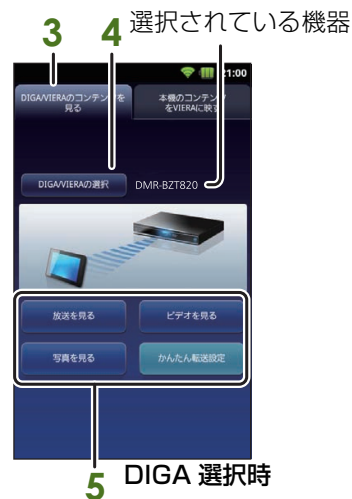 選択されている機器
3 4
21:00
DIGA/VIERAのコンテンツを
見る
本機のコンテンツ
をVIERAに映す
DIGA/VIERAの選択 DMR-BZT820
放送を見る ビデオを見る
写真を見る かんたん転送設定
5 DIGA 選択時